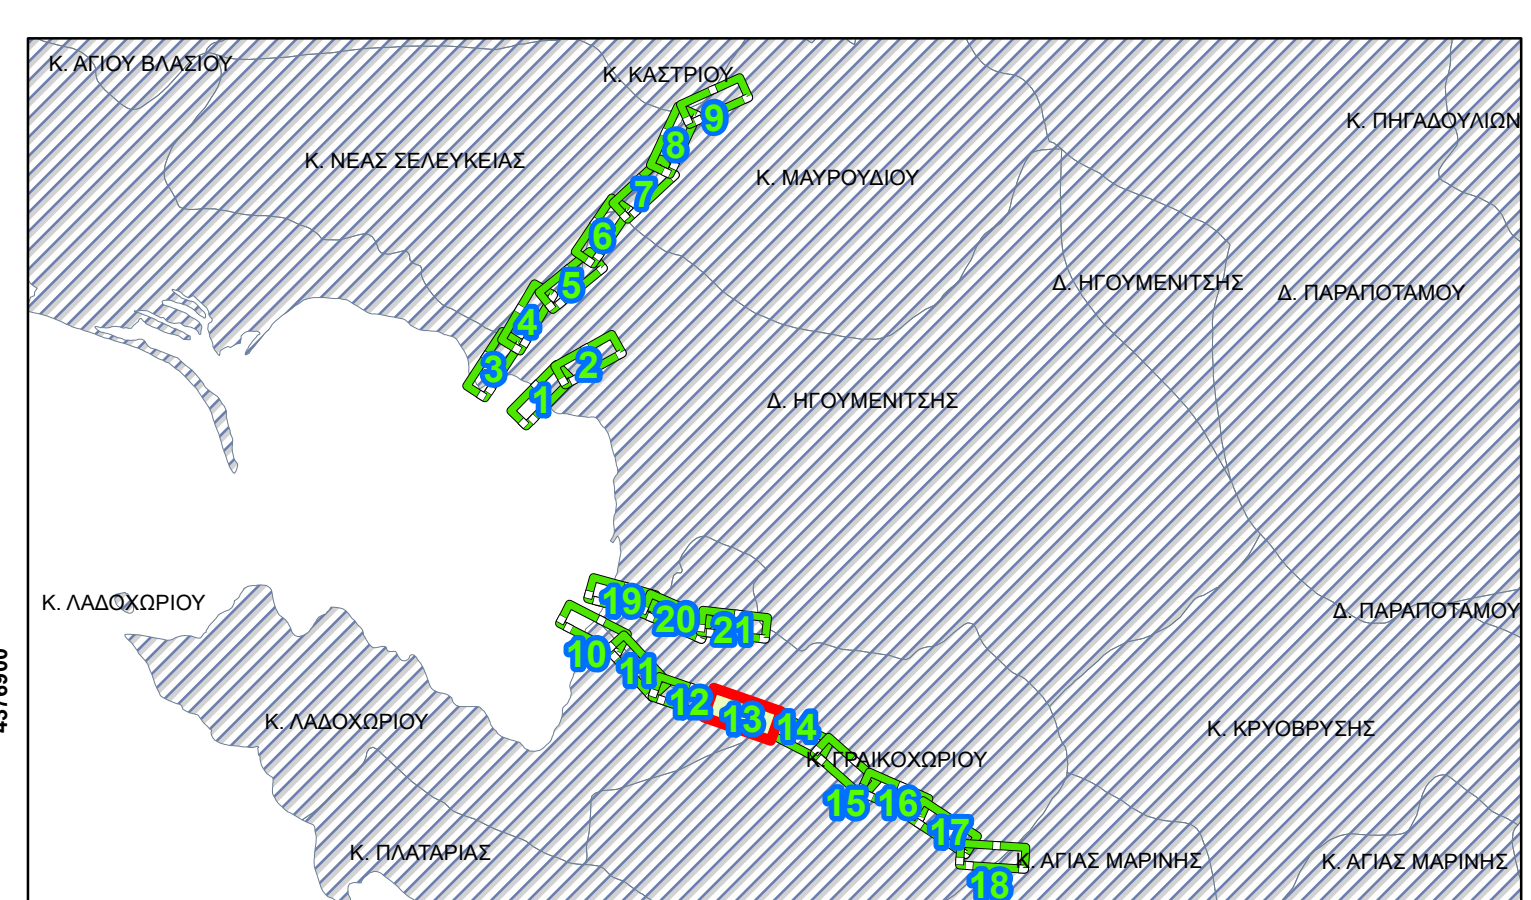 Κ. ΑΓΙΟΥ ΒΛΑΣΙΟΥ
Κ. ΚΑΣΤΡΙΟΥ
9
Κ. ΠΗΓΑΔΟΥΛΙΩΝ
8
Κ. ΝΕΑΣ ΣΕΛΕΥΚΕΙΑΣ
Κ. ΜΑΥΡΟΥΔΙΟΥ
7
6
5
Δ. ΗΓΟΥΜΕΝΙΤΣΗΣ
Δ. ΠΑΡΑΠΟΤΑΜΟΥ
4
3
2
1
Δ. ΗΓΟΥΜΕΝΙΤΣΗΣ
Κ. ΛΑΔΟΧΩΡΙΟΥ
19
20
21
Δ. ΠΑΡΑΠΟΤΑΜΟΥ
10
11
12
13
14
Κ. ΛΑΔΟΧΩΡΙΟΥ
Κ. ΚΡΥΟΒΡΥΣΗΣ
Κ. ΓΡΑΙΚΟΧΩΡΙΟΥ
15
16
17
Κ. ΠΛΑΤΑΡΙΑΣ
Κ. ΑΓΙΑΣ ΜΑΡΙΝΗΣ
Κ. ΑΓΙΑΣ ΜΑΡΙΝΗΣ
18